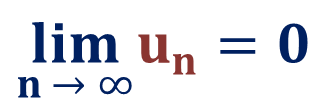 lim uₙ = 0
n → ∞